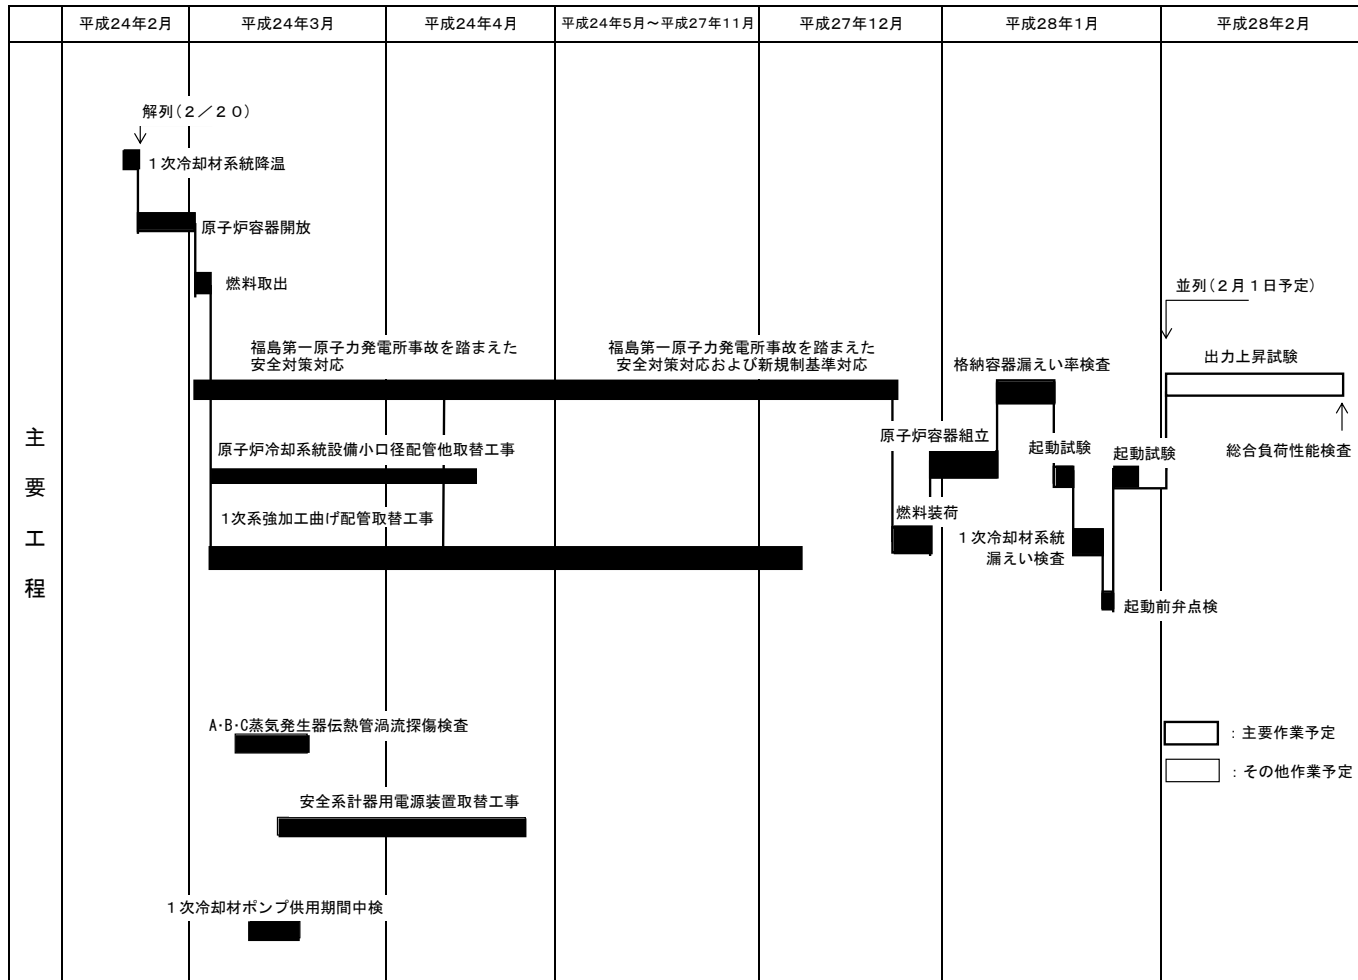 平成24年2月
平成24年3月
平成24年4月
平成24年5月～平成27年11月
平成27年12月
平成28年1月
平成28年2月
主要工程
解列(２／２０)
１次冷却材系統降温
原子炉容器開放
燃料取出
福島第一原子力発電所事故を踏まえた
安全対策対応
福島第一原子力発電所事故を踏まえた
安全対策対応および新規制基準対応
原子炉冷却系統設備小口径配管他取替工事
１次系強加工曲げ配管取替工事
原子炉容器組立
燃料装荷
格納容器漏えい率検査
起動試験
１次冷却材系統
漏えい検査
起動前弁点検
起動試験
並列(２月１日予定)
出力上昇試験
総合負荷性能検査
A･B･C蒸気発生器伝熱管渦流探傷検査
安全系計器用電源装置取替工事
１次冷却材ポンプ供用期間中検
：主要作業予定
：その他作業予定